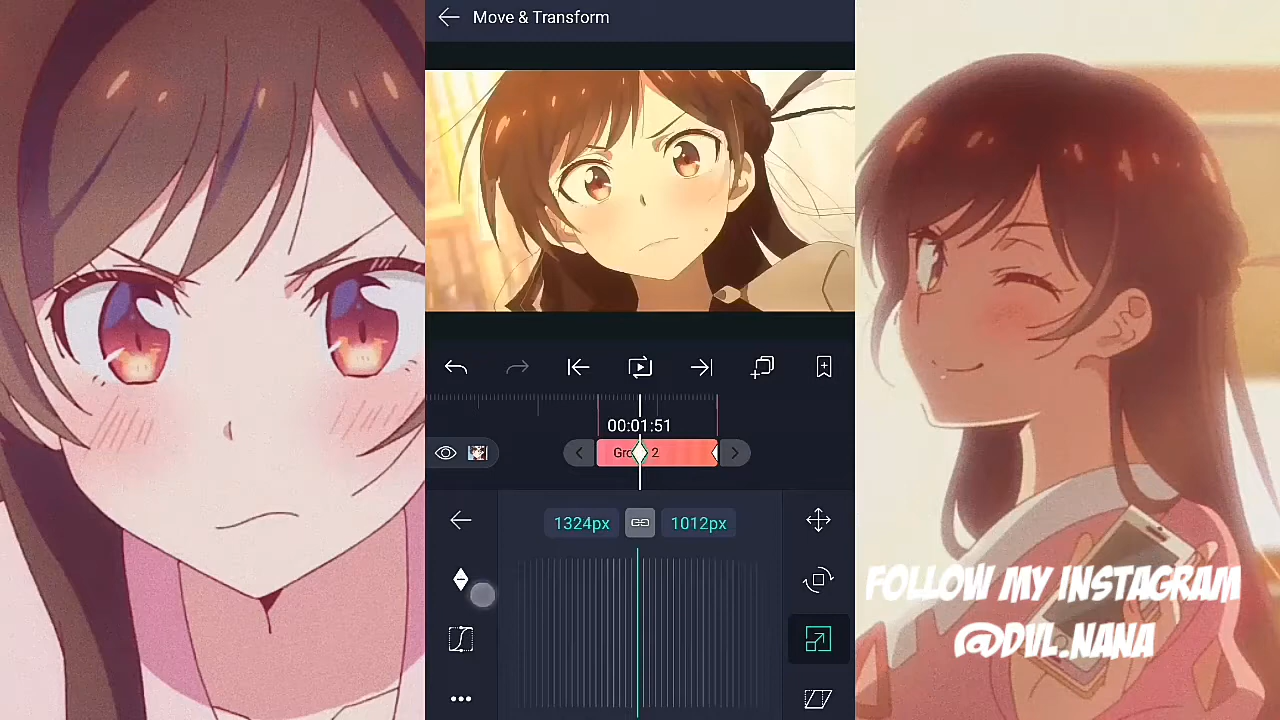 Move & Transform
00:01:51
Gro 2
1324px
1012px
FOLLOW MY INSTAGRAM
@DVL.NANA